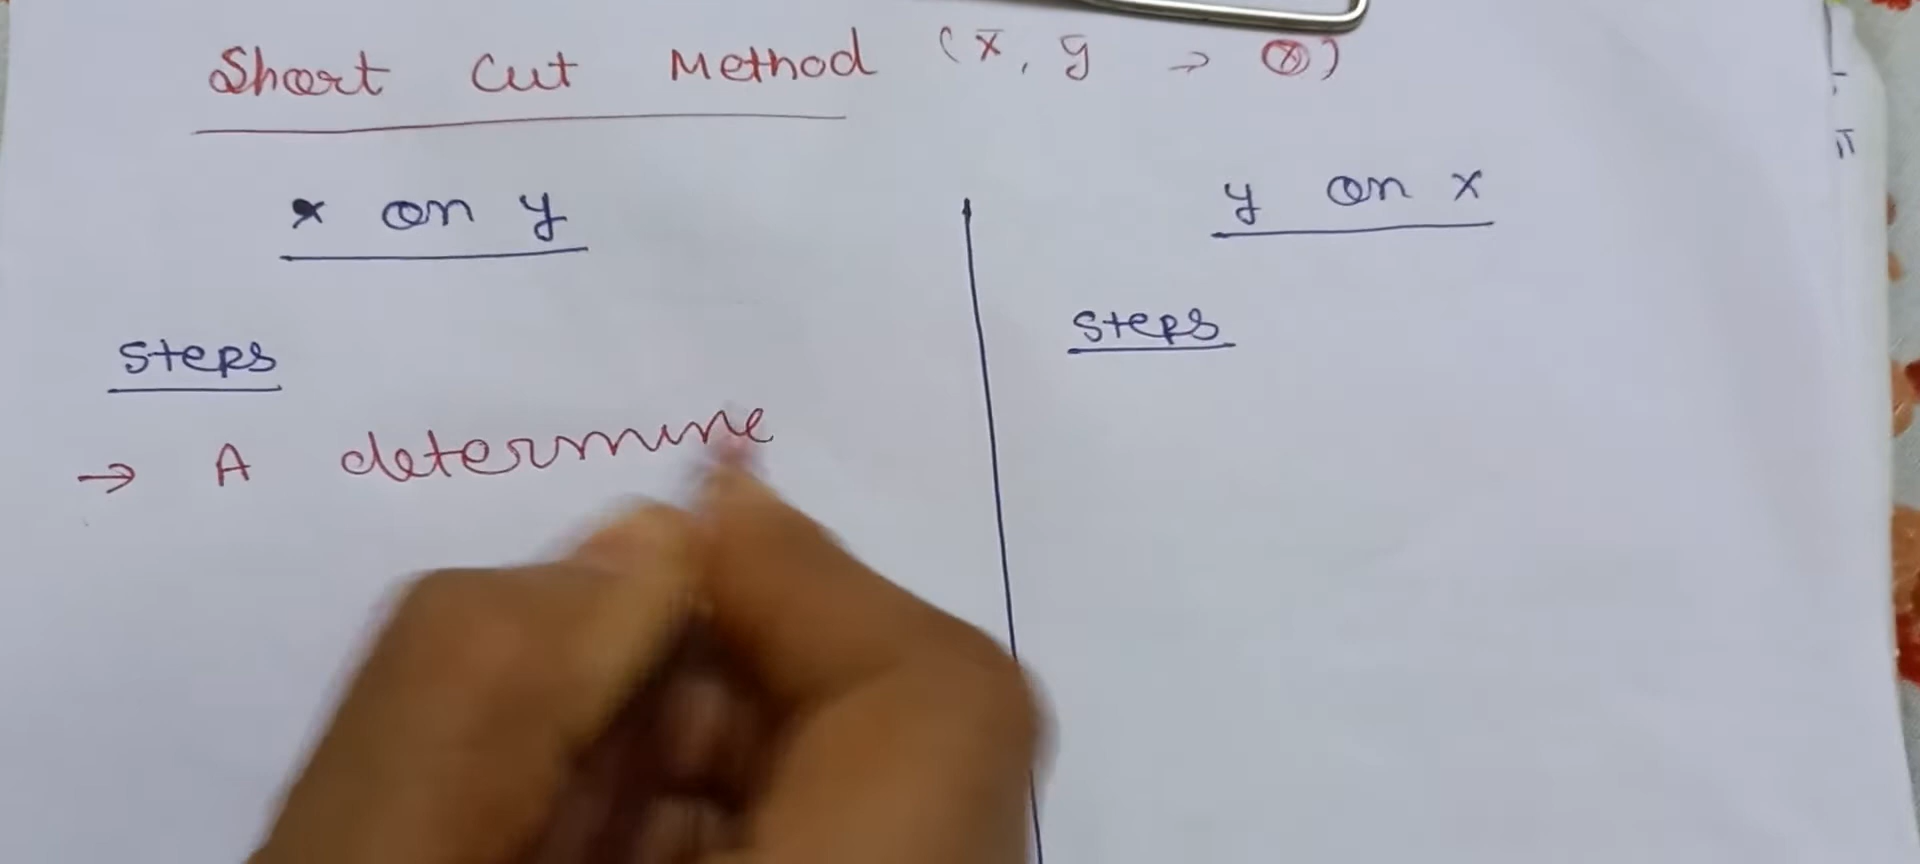 Short cut Method (x̄, ȳ → ⓧ)
x on y
y on x
Steps
Steps
→ A determine
π